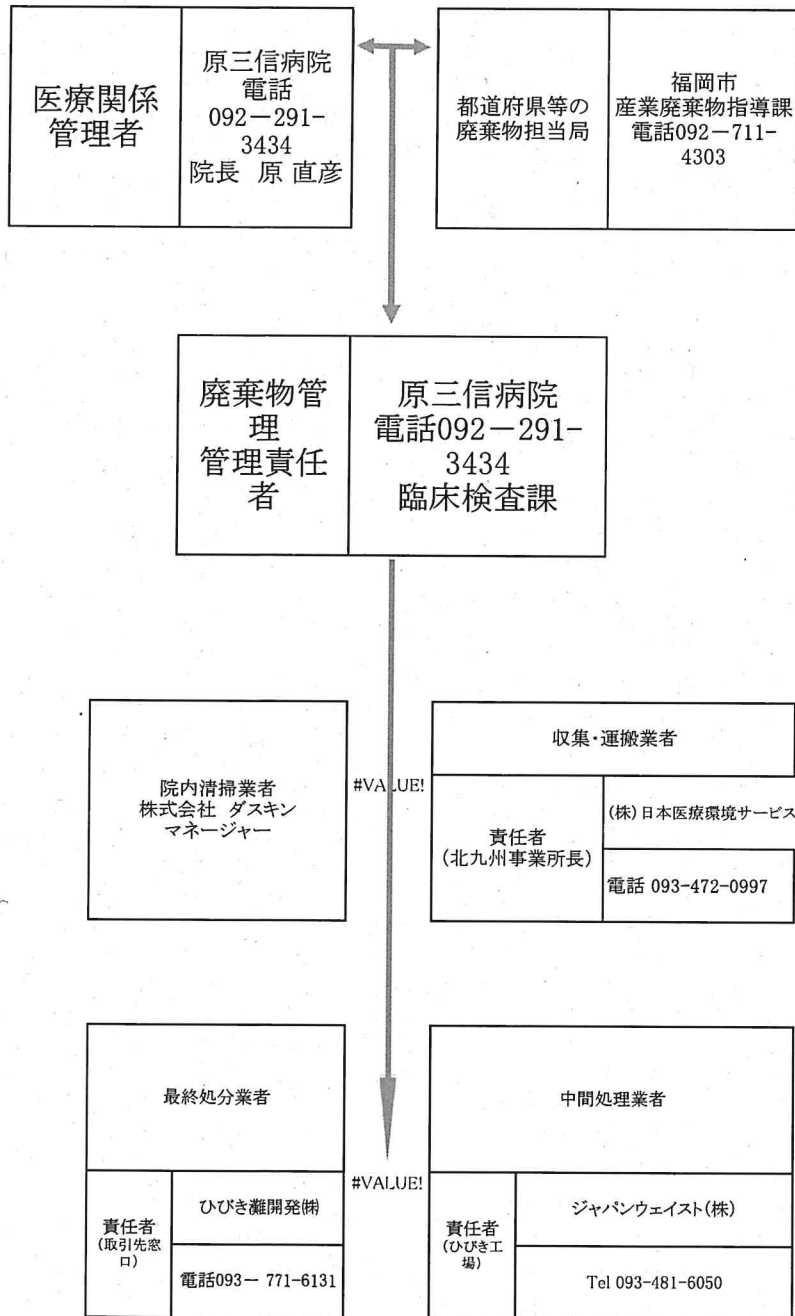 医療関係
管理者
原三信病院
電話
092－291-
3434
院長 原 直彦
都道府県等の
廃棄物担当局
福岡市
産業廃棄物指導課
電話092－711-
4303
廃棄物管
理
管理責任
者
原三信病院
電話092－291-
3434
臨床検査課
院内清掃業者
株式会社 ダスキン
マネージャー
#VALUE!
収集・運搬業者
責任者
(北九州事業所長)
(株)日本医療環境サービス
電話 093-472-0997
最終処分業者
責任者
(取引先窓
口)
ひびき灘開発㈱
電話093－ 771-6131
#VALUE!
中間処理業者
責任者
(ひびき工
場)
ジャパンウェイスト(株)
Tel 093-481-6050